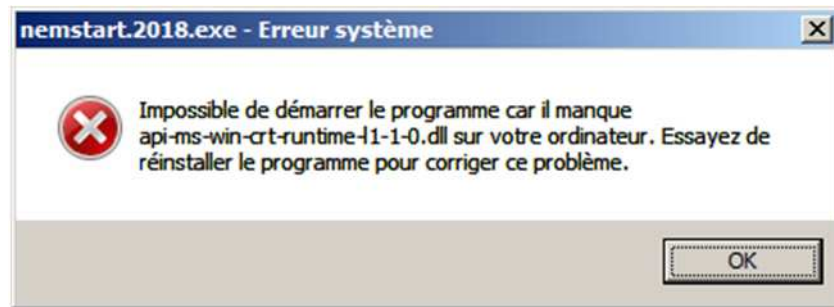 nemstart.2018.exe - Erreur système
Impossible de démarrer le programme car il manque
api-ms-win-crt-runtime-l1-1-0.dll sur votre ordinateur. Essayez de
réinstaller le programme pour corriger ce problème.
OK